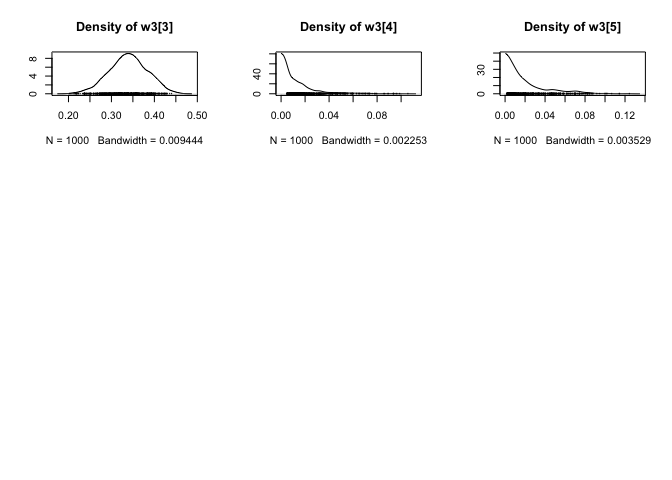 Density of w3[3]
8
4
0
0.20 0.30 0.40 0.50
N = 1000 Bandwidth = 0.009444
Density of w3[4]
40
0
0.00 0.04 0.08
N = 1000 Bandwidth = 0.002253
Density of w3[5]
30
0
0.00 0.04 0.08 0.12
N = 1000 Bandwidth = 0.003529